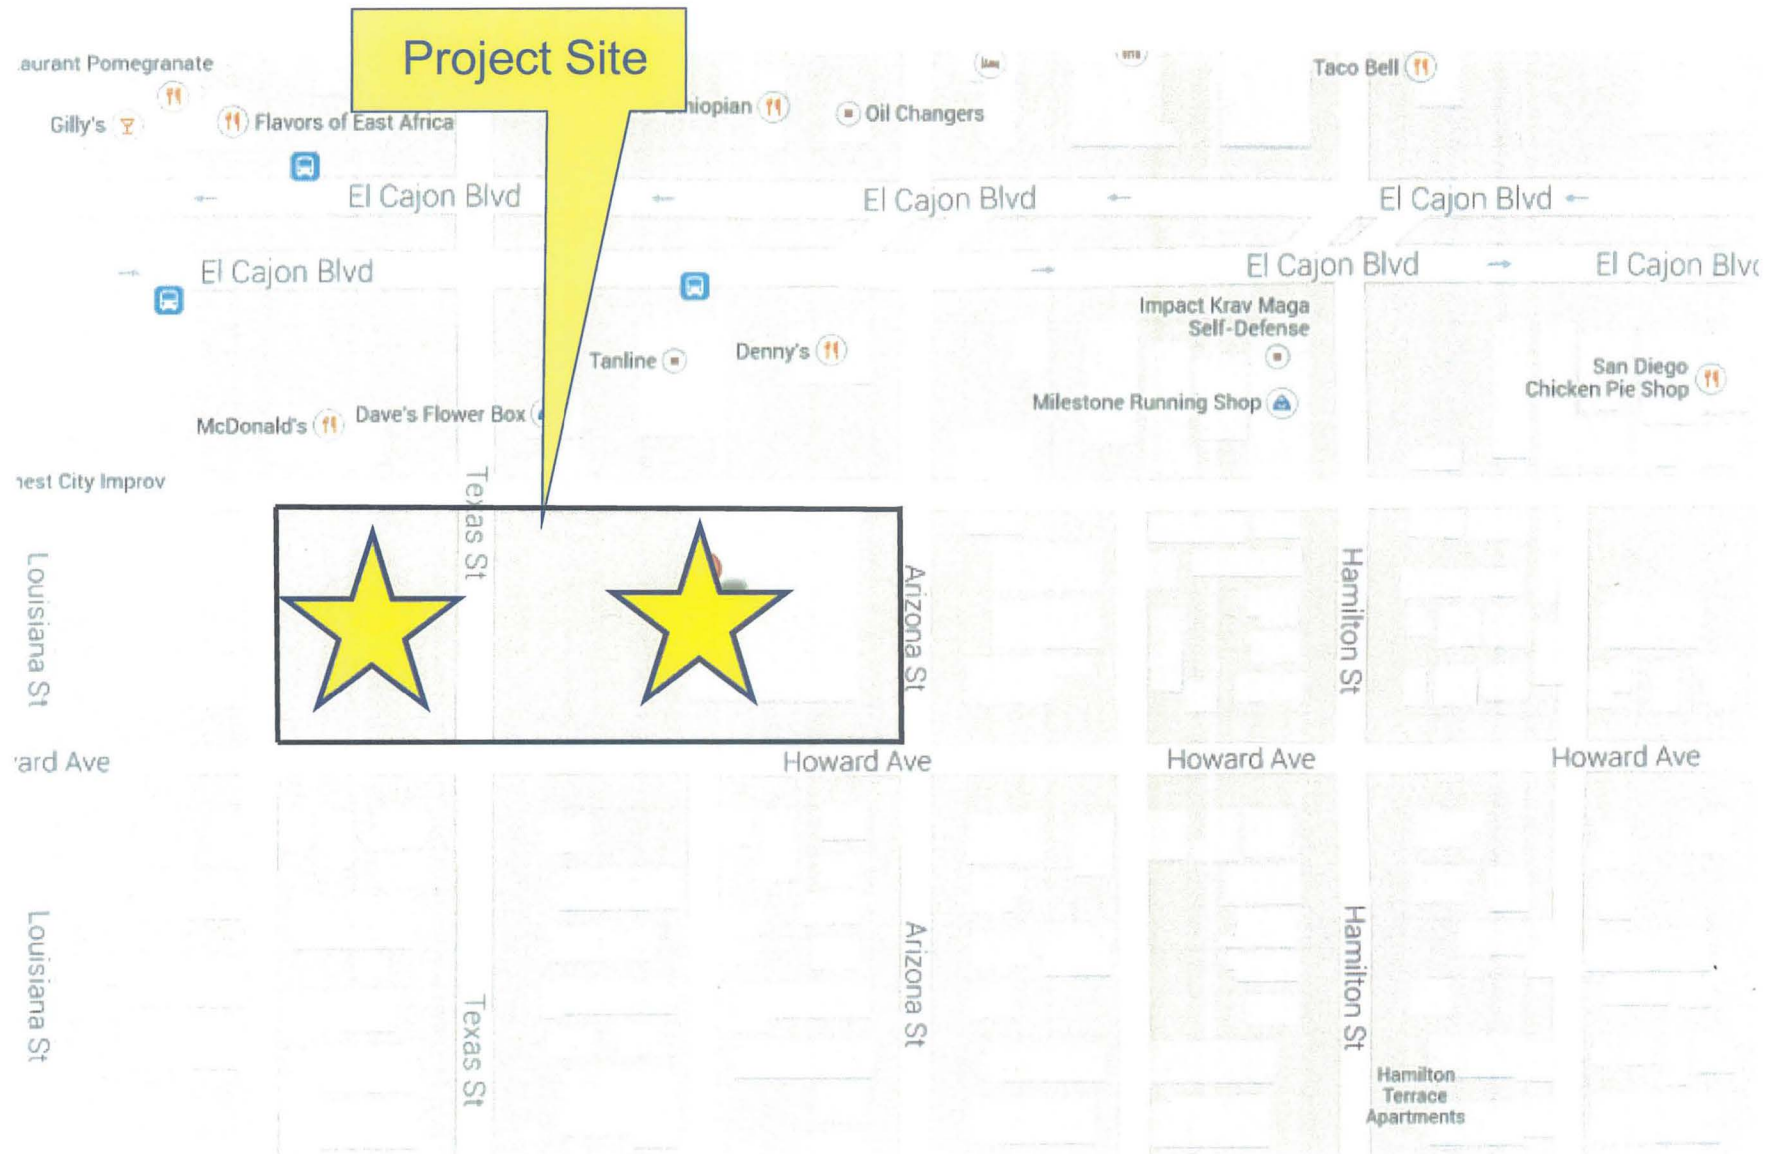 Project Site
Pomegranate
Taco Bell
Gilly's
Flavors of East Africa
Oil Changers
El Cajon Blvd
El Cajon Blvd
El Cajon Blvd
El Cajon Blvd
El Cajon Blvd
El Cajon
Impact Krav Maga
Self-Defense
Tanline
Denny's
San Diego
Chicken Pie Shop
Milestone Running Shop
McDonald's
Dave's Flower Box
City Improv
Texas St
Louisiana St
Arizona St
Hamilton St
Ave
Howard Ave
Howard Ave
Howard Ave
Louisiana St
Texas St
Arizona St
Hamilton St
Hamilton
Terrace
Apartments